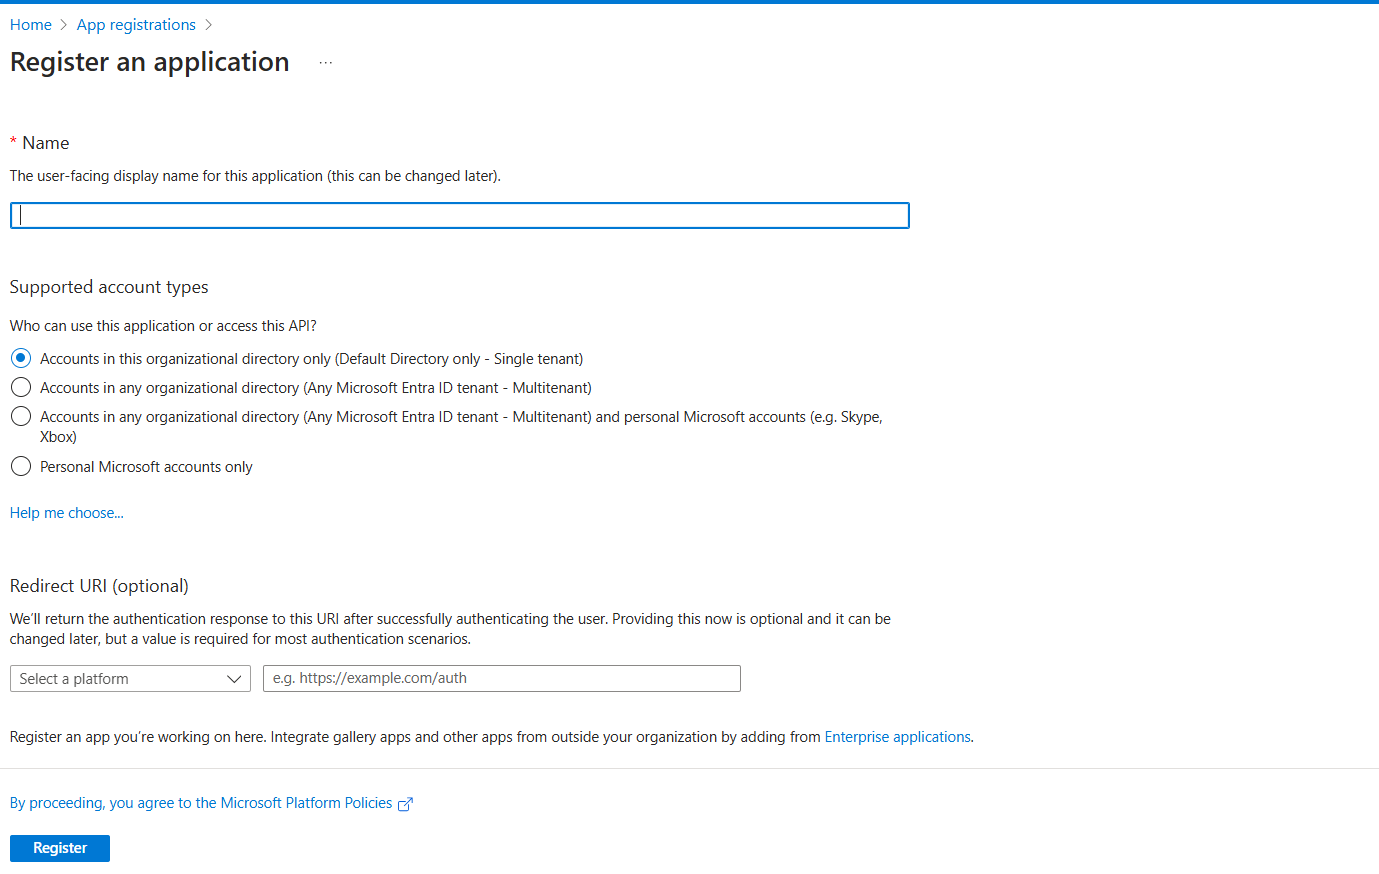 Home > App registrations >
Register an application ...
* Name
The user-facing display name for this application (this can be changed later).
Supported account types
Who can use this application or access this API?
Accounts in this organizational directory only (Default Directory only - Single tenant)
Accounts in any organizational directory (Any Microsoft Entra ID tenant - Multitenant)
Accounts in any organizational directory (Any Microsoft Entra ID tenant - Multitenant) and personal Microsoft accounts (e.g. Skype,
Xbox)
Personal Microsoft accounts only
Help me choose...
Redirect URI (optional)
We'll return the authentication response to this URI after successfully authenticating the user. Providing this now is optional and it can be
changed later, but a value is required for most authentication scenarios.
Select a platform e.g. https://example.com/auth
Register an app you're working on here. Integrate gallery apps and other apps from outside your organization by adding from Enterprise applications.
By proceeding, you agree to the Microsoft Platform Policies
Register